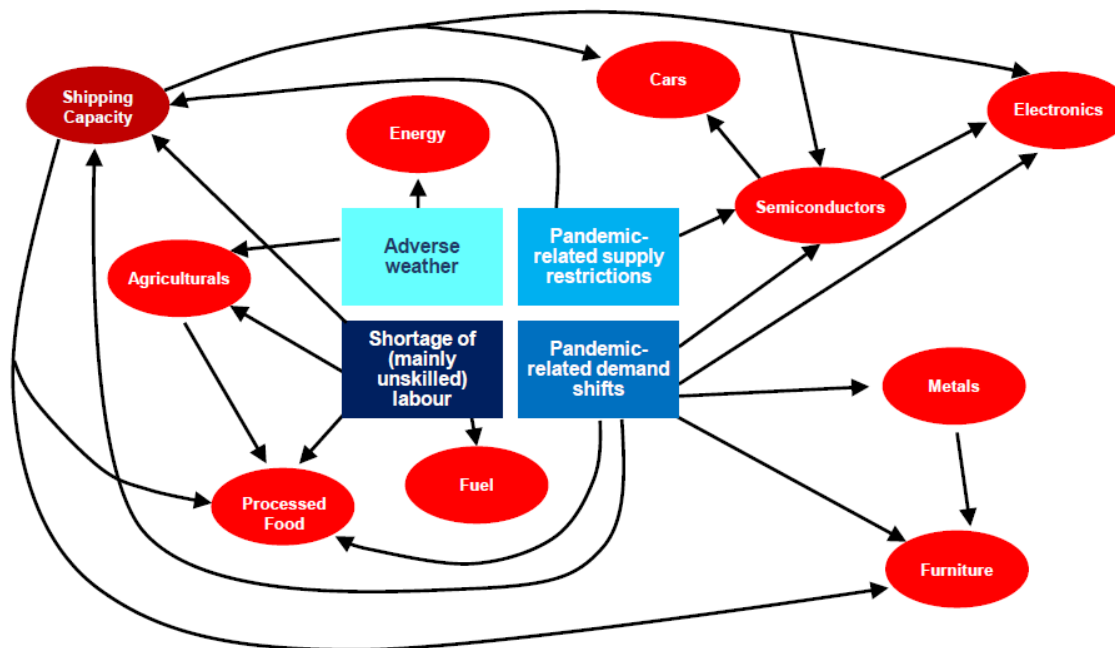 Shipping
Capacity
Cars
Electronics
Energy
Semiconductors
Adverse
weather
Pandemic-
related supply
restrictions
Agriculturals
Shortage of
(mainly
unskilled)
labour
Pandemic-
related demand
shifts
Metals
Fuel
Processed
Food
Furniture